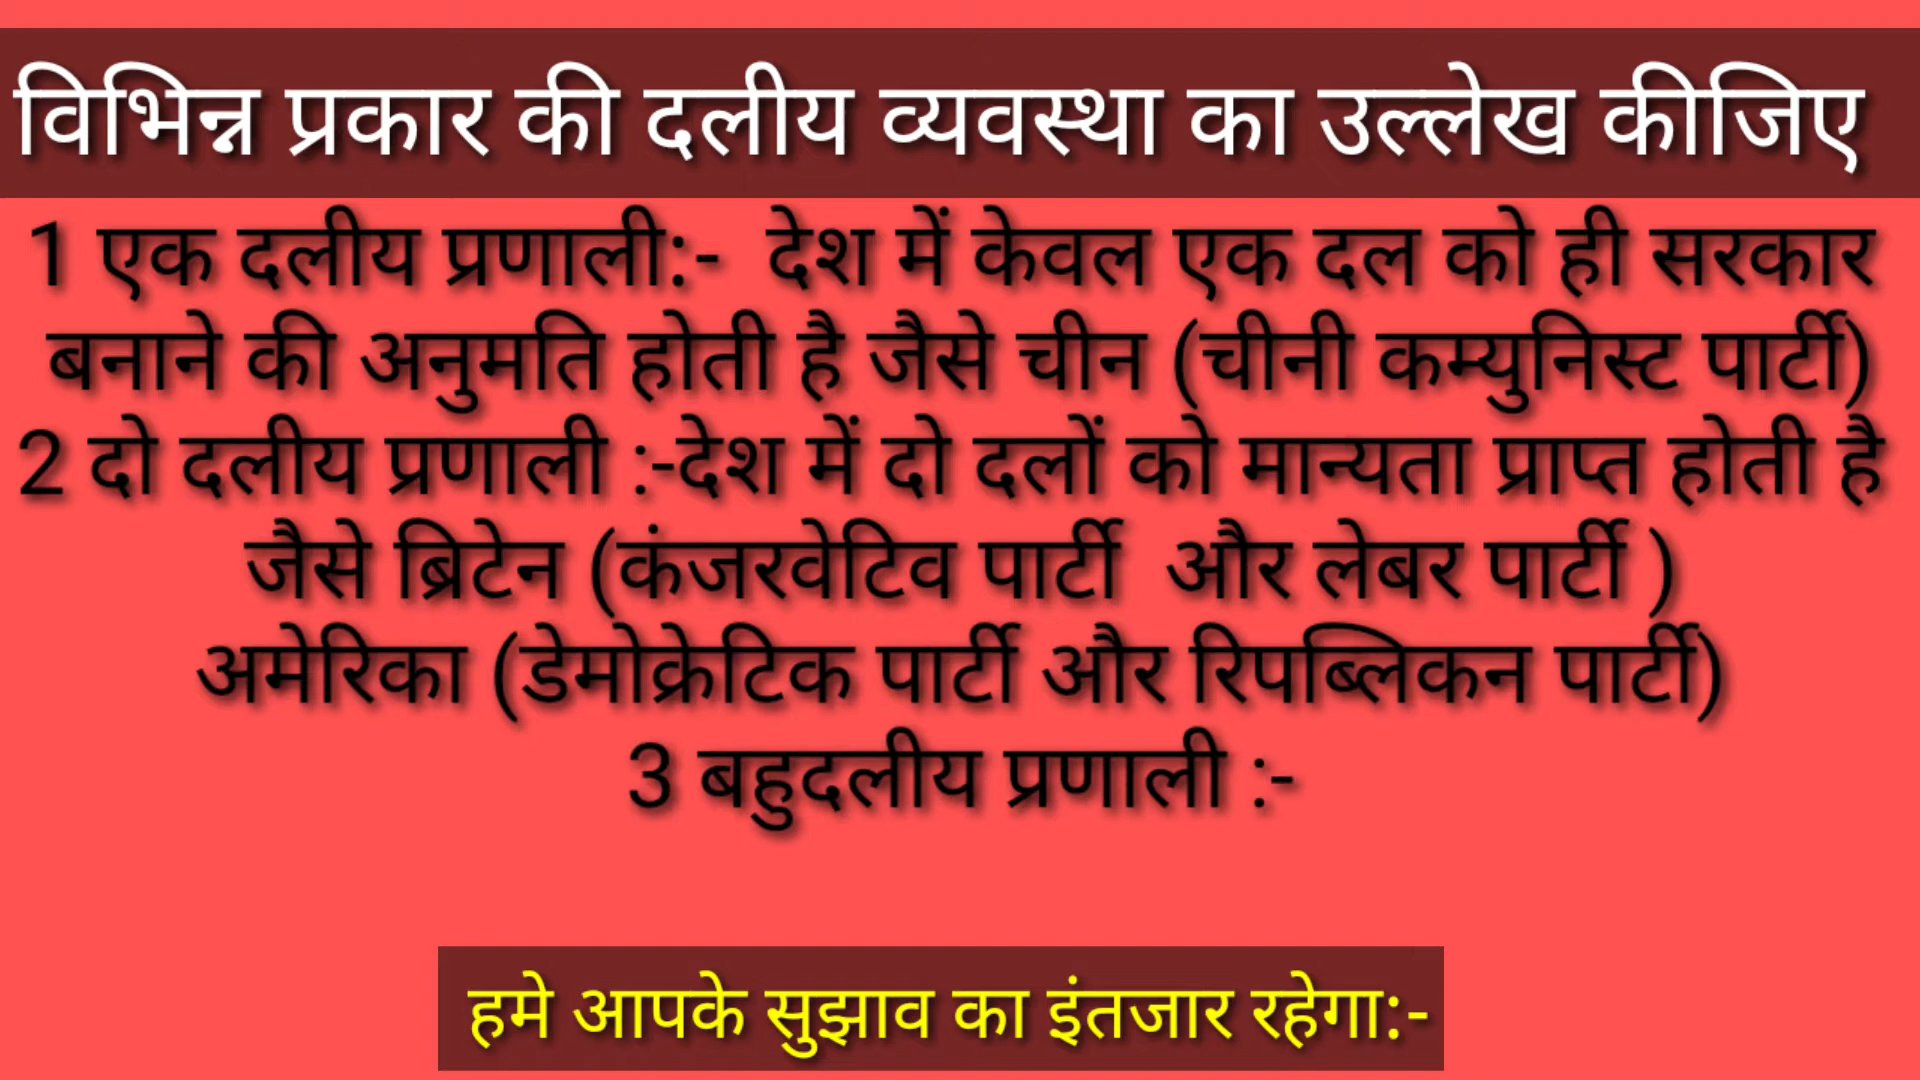 विभिन्न प्रकार की दलीय व्यवस्था का उल्लेख कीजिए
1 एक दलीय प्रणाली:- देश में केवल एक दल को ही सरकार
बनाने की अनुमति होती है जैसे चीन (चीनी कम्युनिस्ट पार्टी)
2 दो दलीय प्रणाली :-देश में दो दलों को मान्यता प्राप्त होती है
जैसे ब्रिटेन (कंजरवेटिव पार्टी और लेबर पार्टी )
अमेरिका (डेमोक्रेटिक पार्टी और रिपब्लिकन पार्टी)
3 बहुदलीय प्रणाली :-
हमे आपके सुझाव का इंतजार रहेगा:-